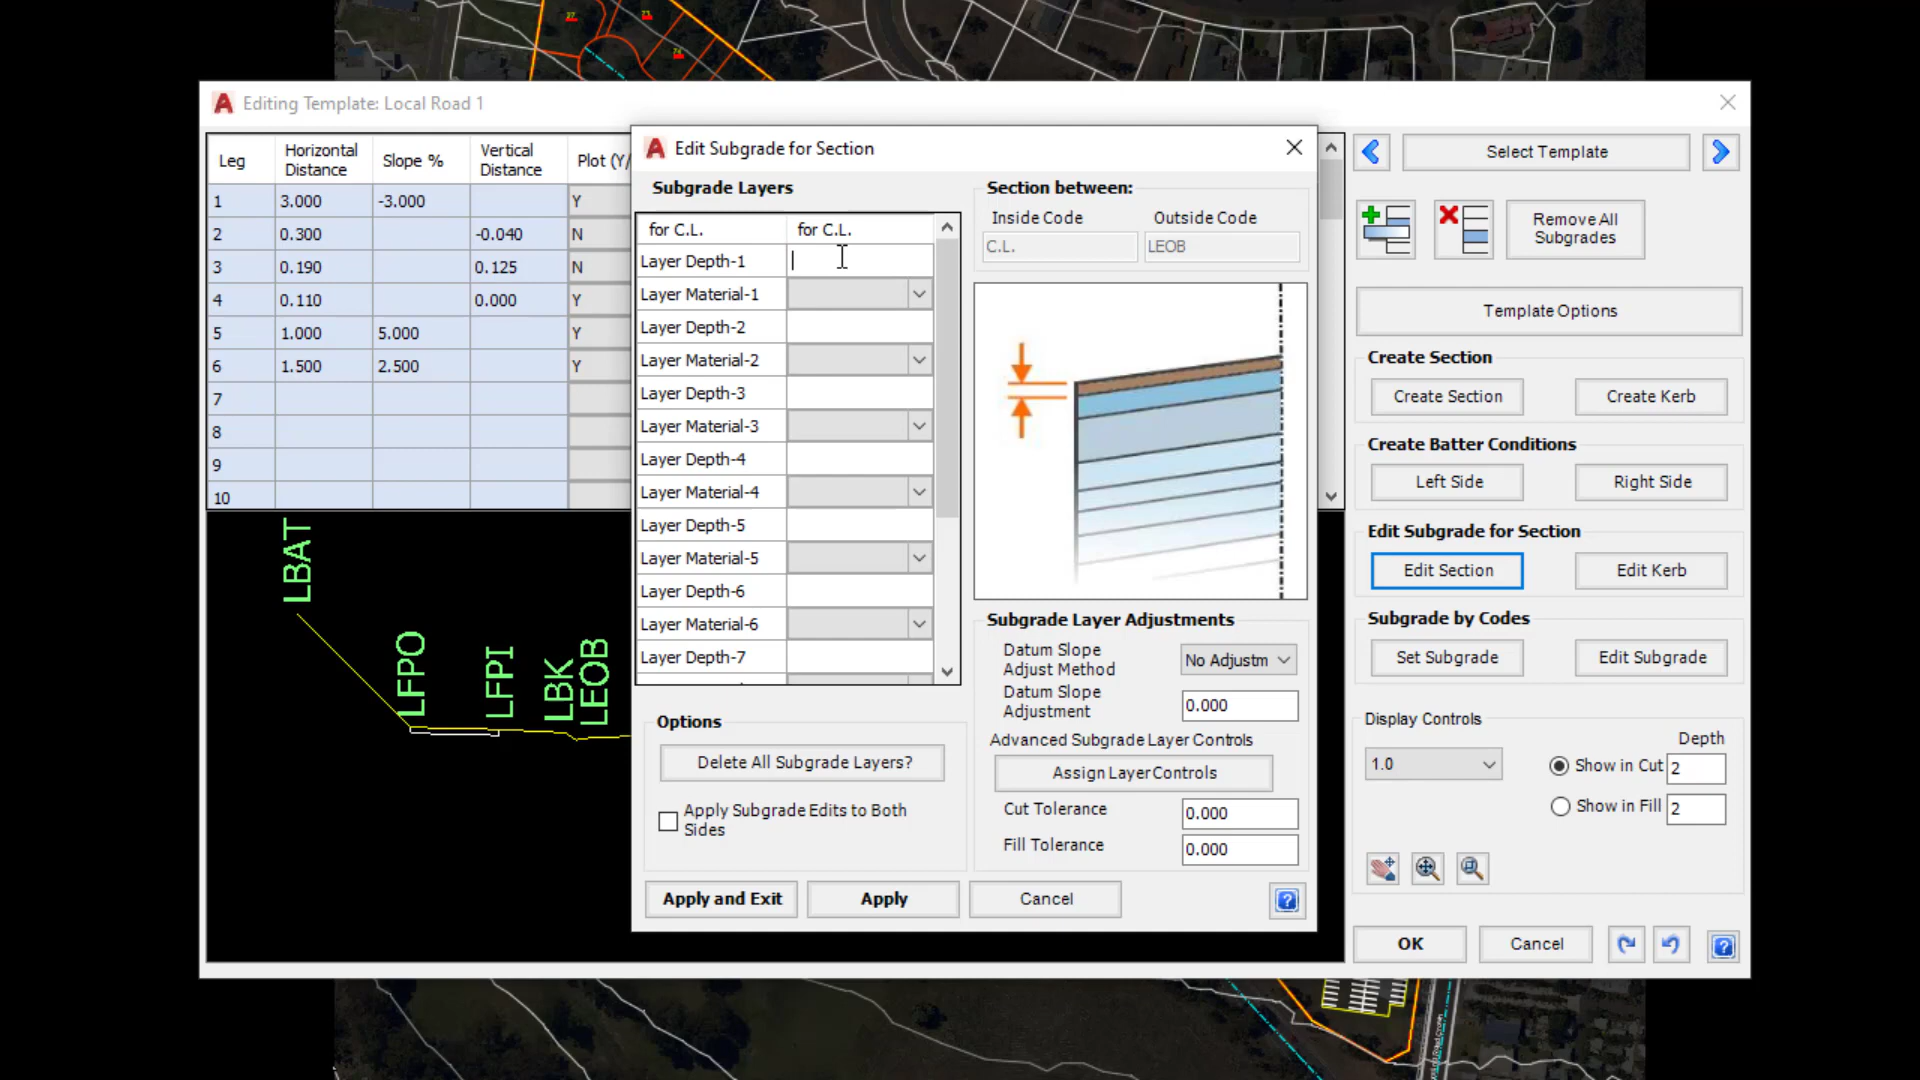 27
73
74
Editing Template: Local Road 1
Leg
Horizontal Distance
Slope %
Vertical Distance
Plot (Y/
1 3.000 -3.000 Y
2 0.300 -0.040 N
3 0.190 0.125 N
4 0.110 0.000 Y
5 1.000 5.000 Y
6 1.500 2.500 Y
7
8
9
10
LBAT
LFPO
LFPI
LBK
LEOB
Edit Subgrade for Section
Subgrade Layers
for C.L. for C.L.
Layer Depth-1
Layer Material-1
Layer Depth-2
Layer Material-2
Layer Depth-3
Layer Material-3
Layer Depth-4
Layer Material-4
Layer Depth-5
Layer Material-5
Layer Depth-6
Layer Material-6
Layer Depth-7
Options
Delete All Subgrade Layers?
Apply Subgrade Edits to Both
Sides
Apply and Exit
Apply
Cancel
Section between:
Inside Code Outside Code
C.L. LEOB
Subgrade Layer Adjustments
Datum Slope
Adjust Method
No Adjustm
Datum Slope
Adjustment
0.000
Advanced Subgrade Layer Controls
Assign Layer Controls
Cut Tolerance 0.000
Fill Tolerance 0.000
Select Template
Remove All
Subgrades
Template Options
Create Section
Create Section Create Kerb
Create Batter Conditions
Left Side Right Side
Edit Subgrade for Section
Edit Section Edit Kerb
Subgrade by Codes
Set Subgrade Edit Subgrade
Display Controls
Depth
1.0
Show in Cut 2
Show in Fill 2
OK Cancel